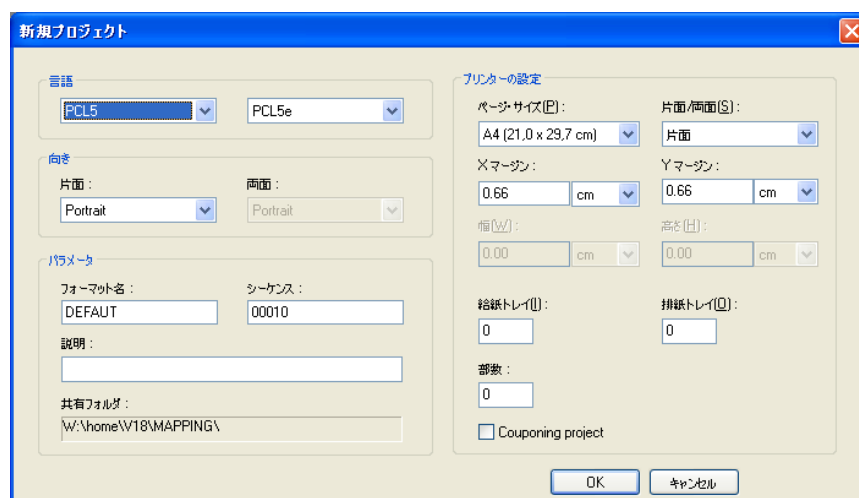 新規プロジェクト
言語
PCL5 PCL5e
向き
片面： 両面：
Portrait Portrait
パラメータ
フォーマット名： シーケンス：
DEFAUT 00010
説明：
共有フォルダ：
W:\home\V18\MAPPING\
プリンターの設定
ページ・サイズ(P)： 片面/両面(S)：
A4 (21,0 x 29,7 cm) 片面
Xマージン： Yマージン：
0.66 cm 0.66 cm
幅(W)： 高さ(H)：
0.00 cm 0.00 cm
給紙トレイ(I)： 排紙トレイ(O)：
0 0
部数：
0
Couponing project
OK キャンセル